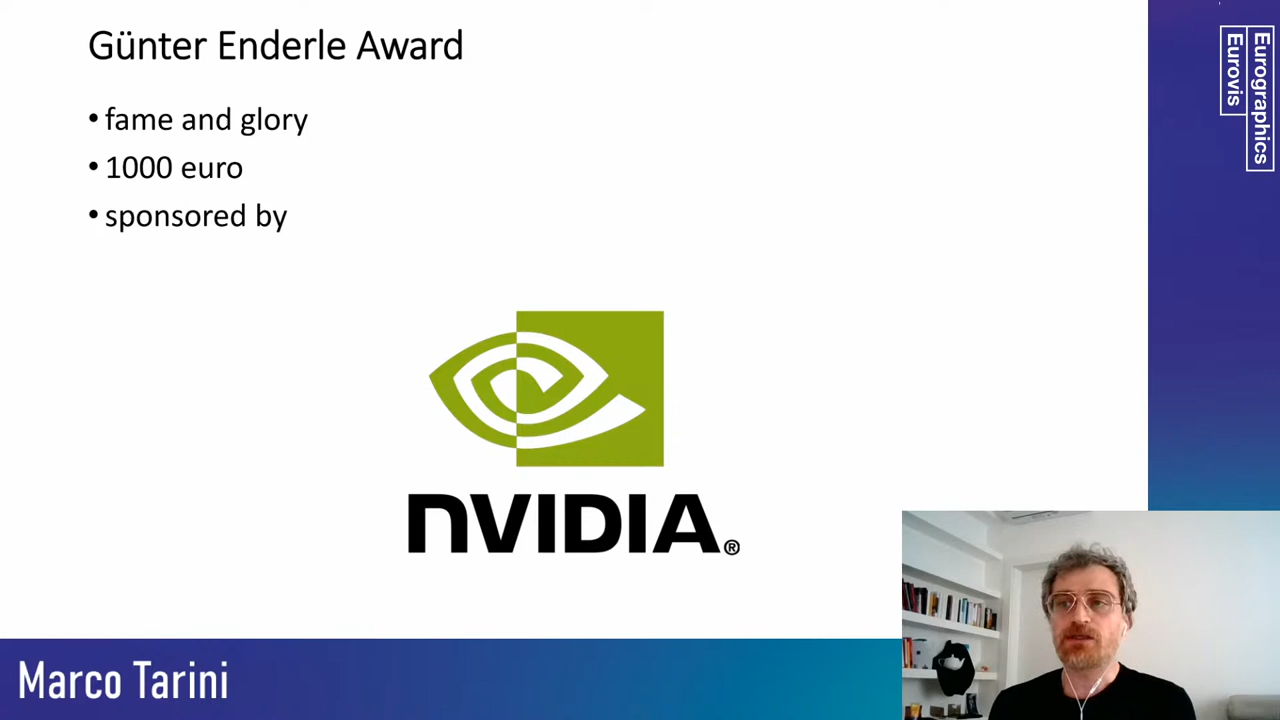 Günter Enderle Award
• fame and glory
• 1000 euro
• sponsored by
NVIDIA®
Eurographics
Eurovis
Marco Tarini